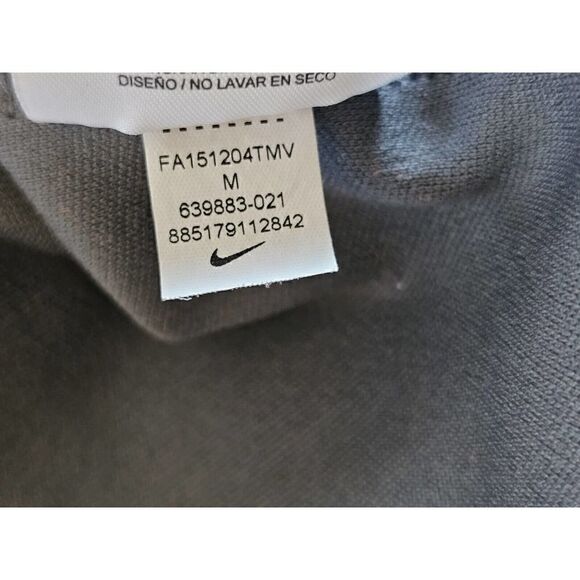 DISEÑO / NO LAVAR EN SECO
FA151204TMV
M
639883-021
885179112842